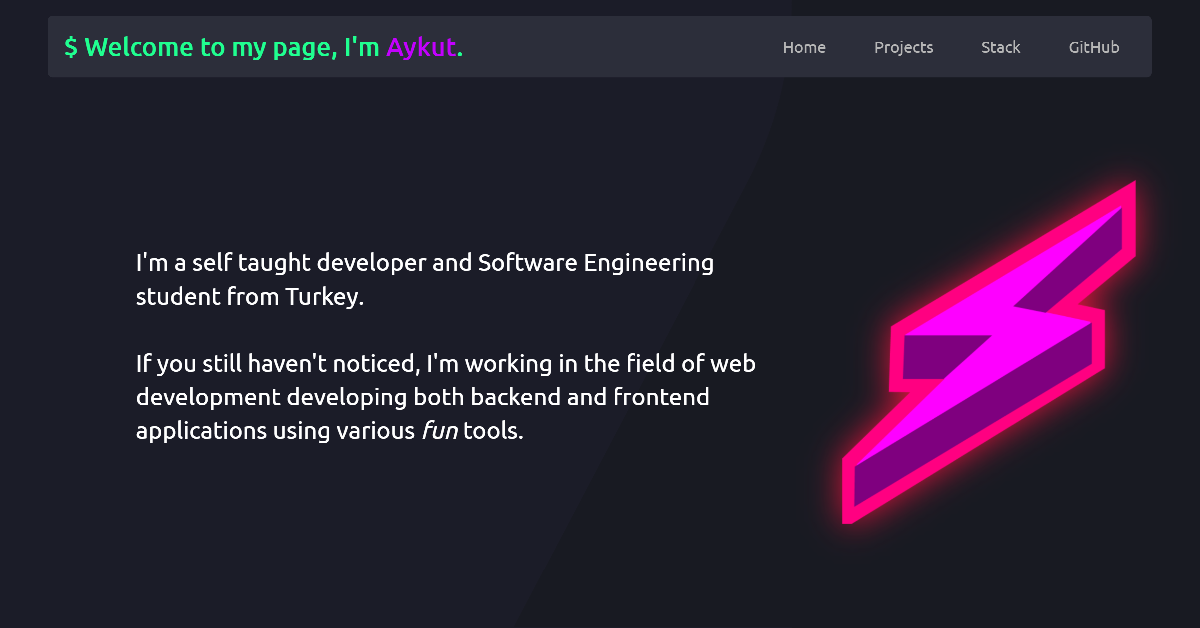 $ Welcome to my page, I'm Aykut.
Home
Projects
Stack
GitHub
I'm a self taught developer and Software Engineering
student from Turkey.
If you still haven't noticed, I'm working in the field of web
development developing both backend and frontend
applications using various fun tools.